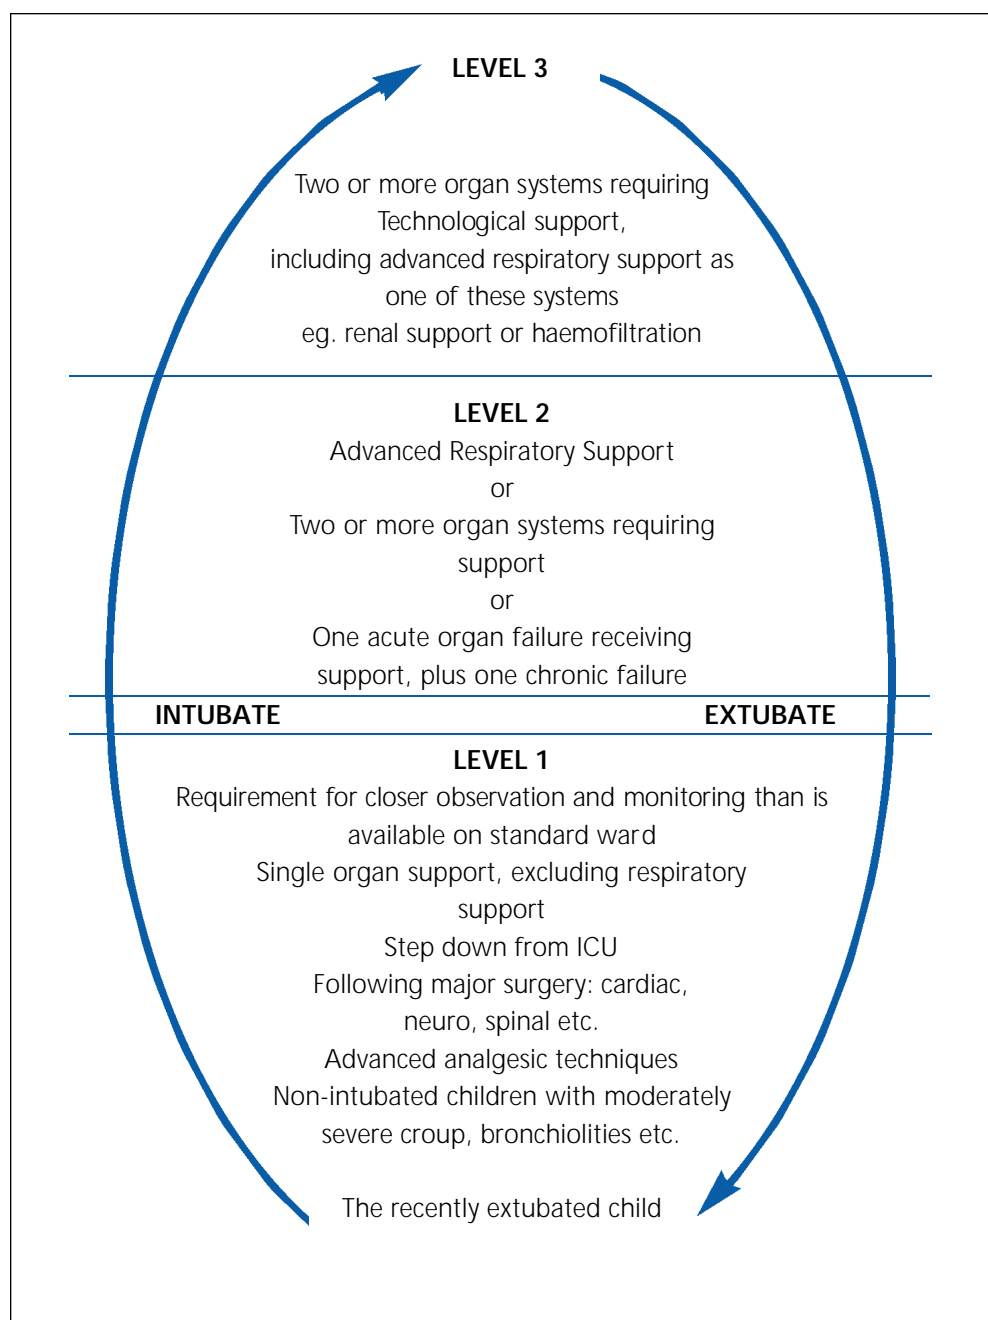 LEVEL 3
Two or more organ systems requiring
Technological support,
including advanced respiratory support as
one of these systems
eg. renal support or haemofiltration
LEVEL 2
Advanced Respiratory Support
or
Two or more organ systems requiring
support
or
One acute organ failure receiving
support, plus one chronic failure
INTUBATE EXTUBATE
LEVEL 1
Requirement for closer observation and monitoring than is
available on standard ward
Single organ support, excluding respiratory
support
Step down from ICU
Following major surgery: cardiac,
neuro, spinal etc.
Advanced analgesic techniques
Non-intubated children with moderately
severe croup, bronchiolities etc.
The recently extubated child